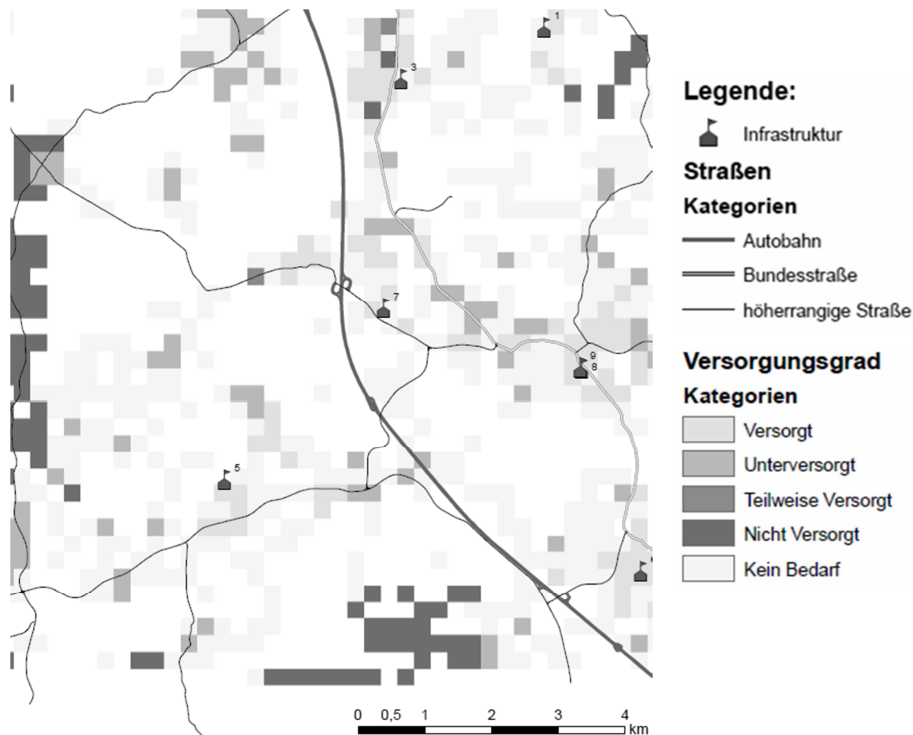 1
3
7
9
8
5
Legende:
Infrastruktur
Straßen
Kategorien
Autobahn
Bundesstraße
höherrangige Straße
Versorgungsgrad
Kategorien
Versorgt
Unterversorgt
Teilweise Versorgt
Nicht Versorgt
Kein Bedarf
0 0,5 1 2 3 4
km